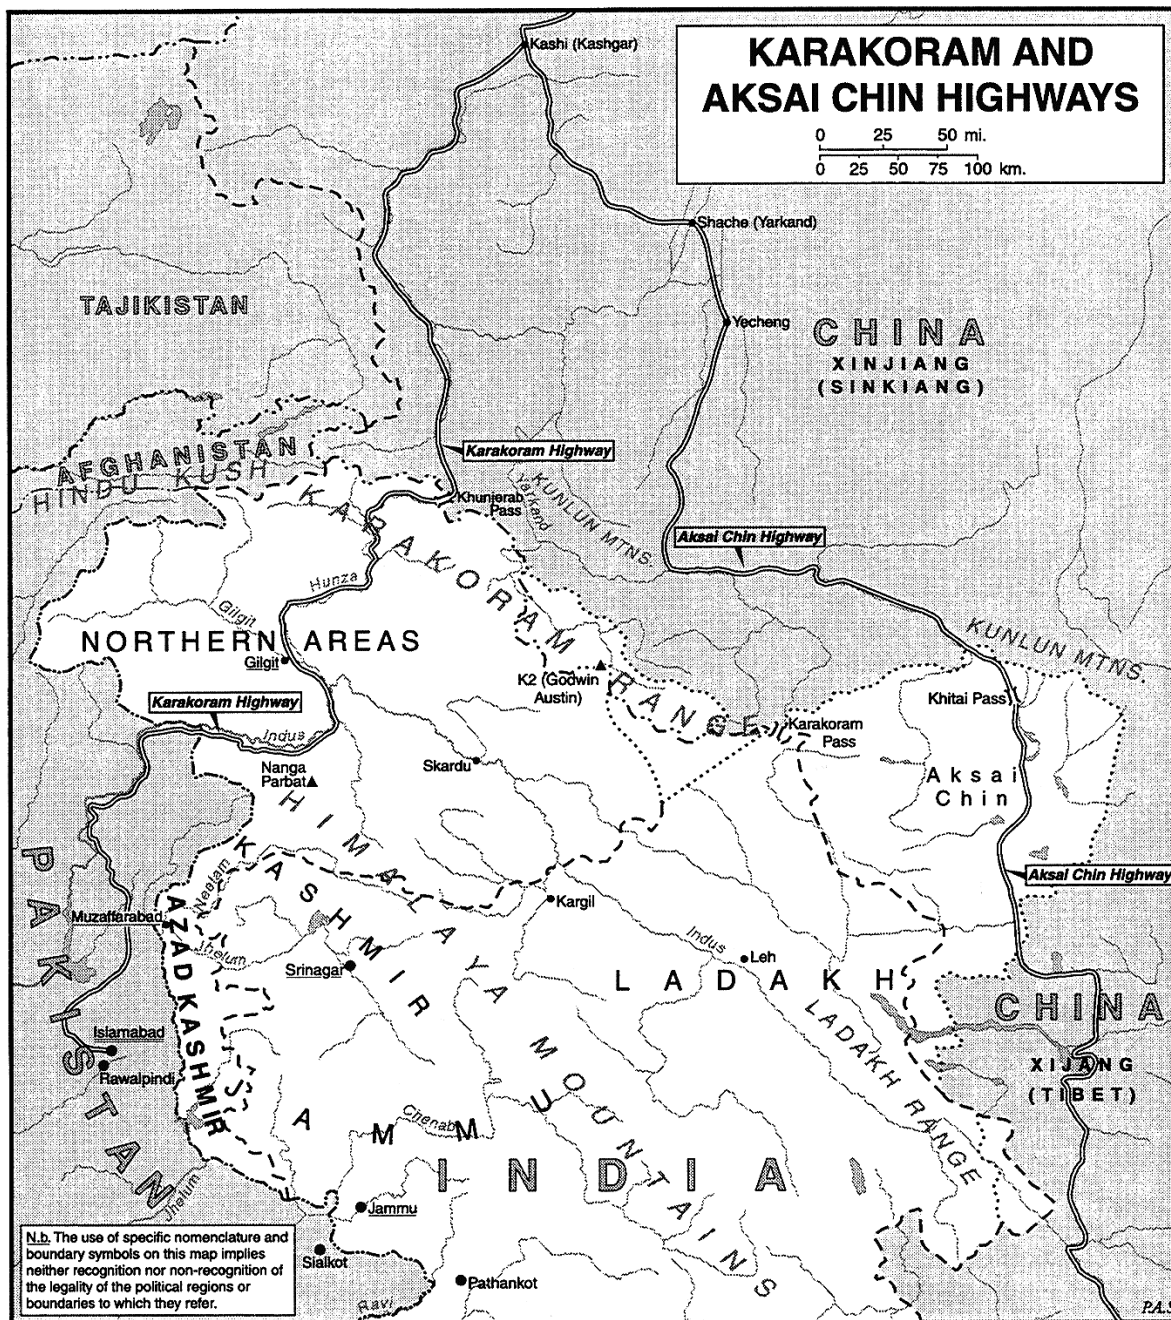 KARAKORAM AND
AKSAI CHIN HIGHWAYS
0 25 50 mi.
0 25 50 75 100 km.
Kashi (Kashgar)
Shache (Yarkand)
TAJIKISTAN
Yecheng
CHINA
XINJIANG
(SINKIANG)
AFGHANISTAN
HINDU KUSH
Karakoram Highway
Khunjerab
Pass
Yarkand
KUNLUN MTNS.
Aksai Chin Highway
KARAKORAM RANGE
Hunza
Gilgit
NORTHERN AREAS
Gilgit
KUNLUN MTNS.
K2 (Godwin
Austin)
Khitai Pass
Karakoram Highway
Indus
Karakoram
Pass
Nanga
Parbat
Skardu
Aksai
Chin
HIMALAYA MOUNTAINS
PAKISTAN
KASHMIR
Neelam
Aksai Chin Highway
Muzaffarabad
AZAD KASHMIR
Jhelum
Kargil
Indus
Srinagar
Leh
LADAKH
LADAKH RANGE
CHINA
XIJANG
(TIBET)
Islamabad
Rawalpindi
JAMMU
Chenab
INDIA
Jhelum
Jammu
Sialkot
Pathankot
Ravi
N.b. The use of specific nomenclature and
boundary symbols on this map implies
neither recognition nor non-recognition of
the legality of the political regions or
boundaries to which they refer.
P.A.S